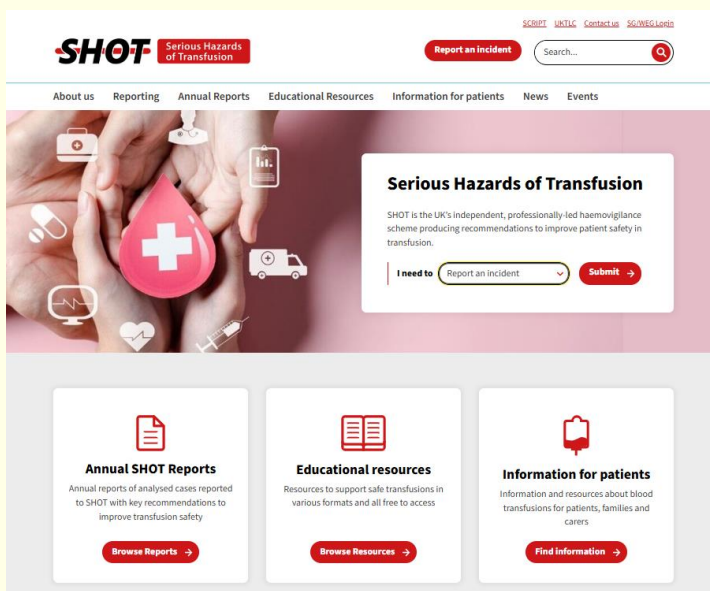 SCRIPT UKTLC Contact us SG/WEG Login
SHOT Serious Hazards
of Transfusion
Report an incident
Search...
About us Reporting Annual Reports Educational Resources Information for patients News Events
Serious Hazards of Transfusion
SHOT is the UK's independent, professionally-led haemovigilance
scheme producing recommendations to improve patient safety in
transfusion.
I need to Report an incident Submit →
Annual SHOT Reports
Annual reports of analysed cases reported
to SHOT with key recommendations to
improve transfusion safety
Browse Reports →
Educational resources
Resources to support safe transfusions in
various formats and all free to access
Browse Resources →
Information for patients
Information and resources about blood
transfusions for patients, families and
carers
Find information →